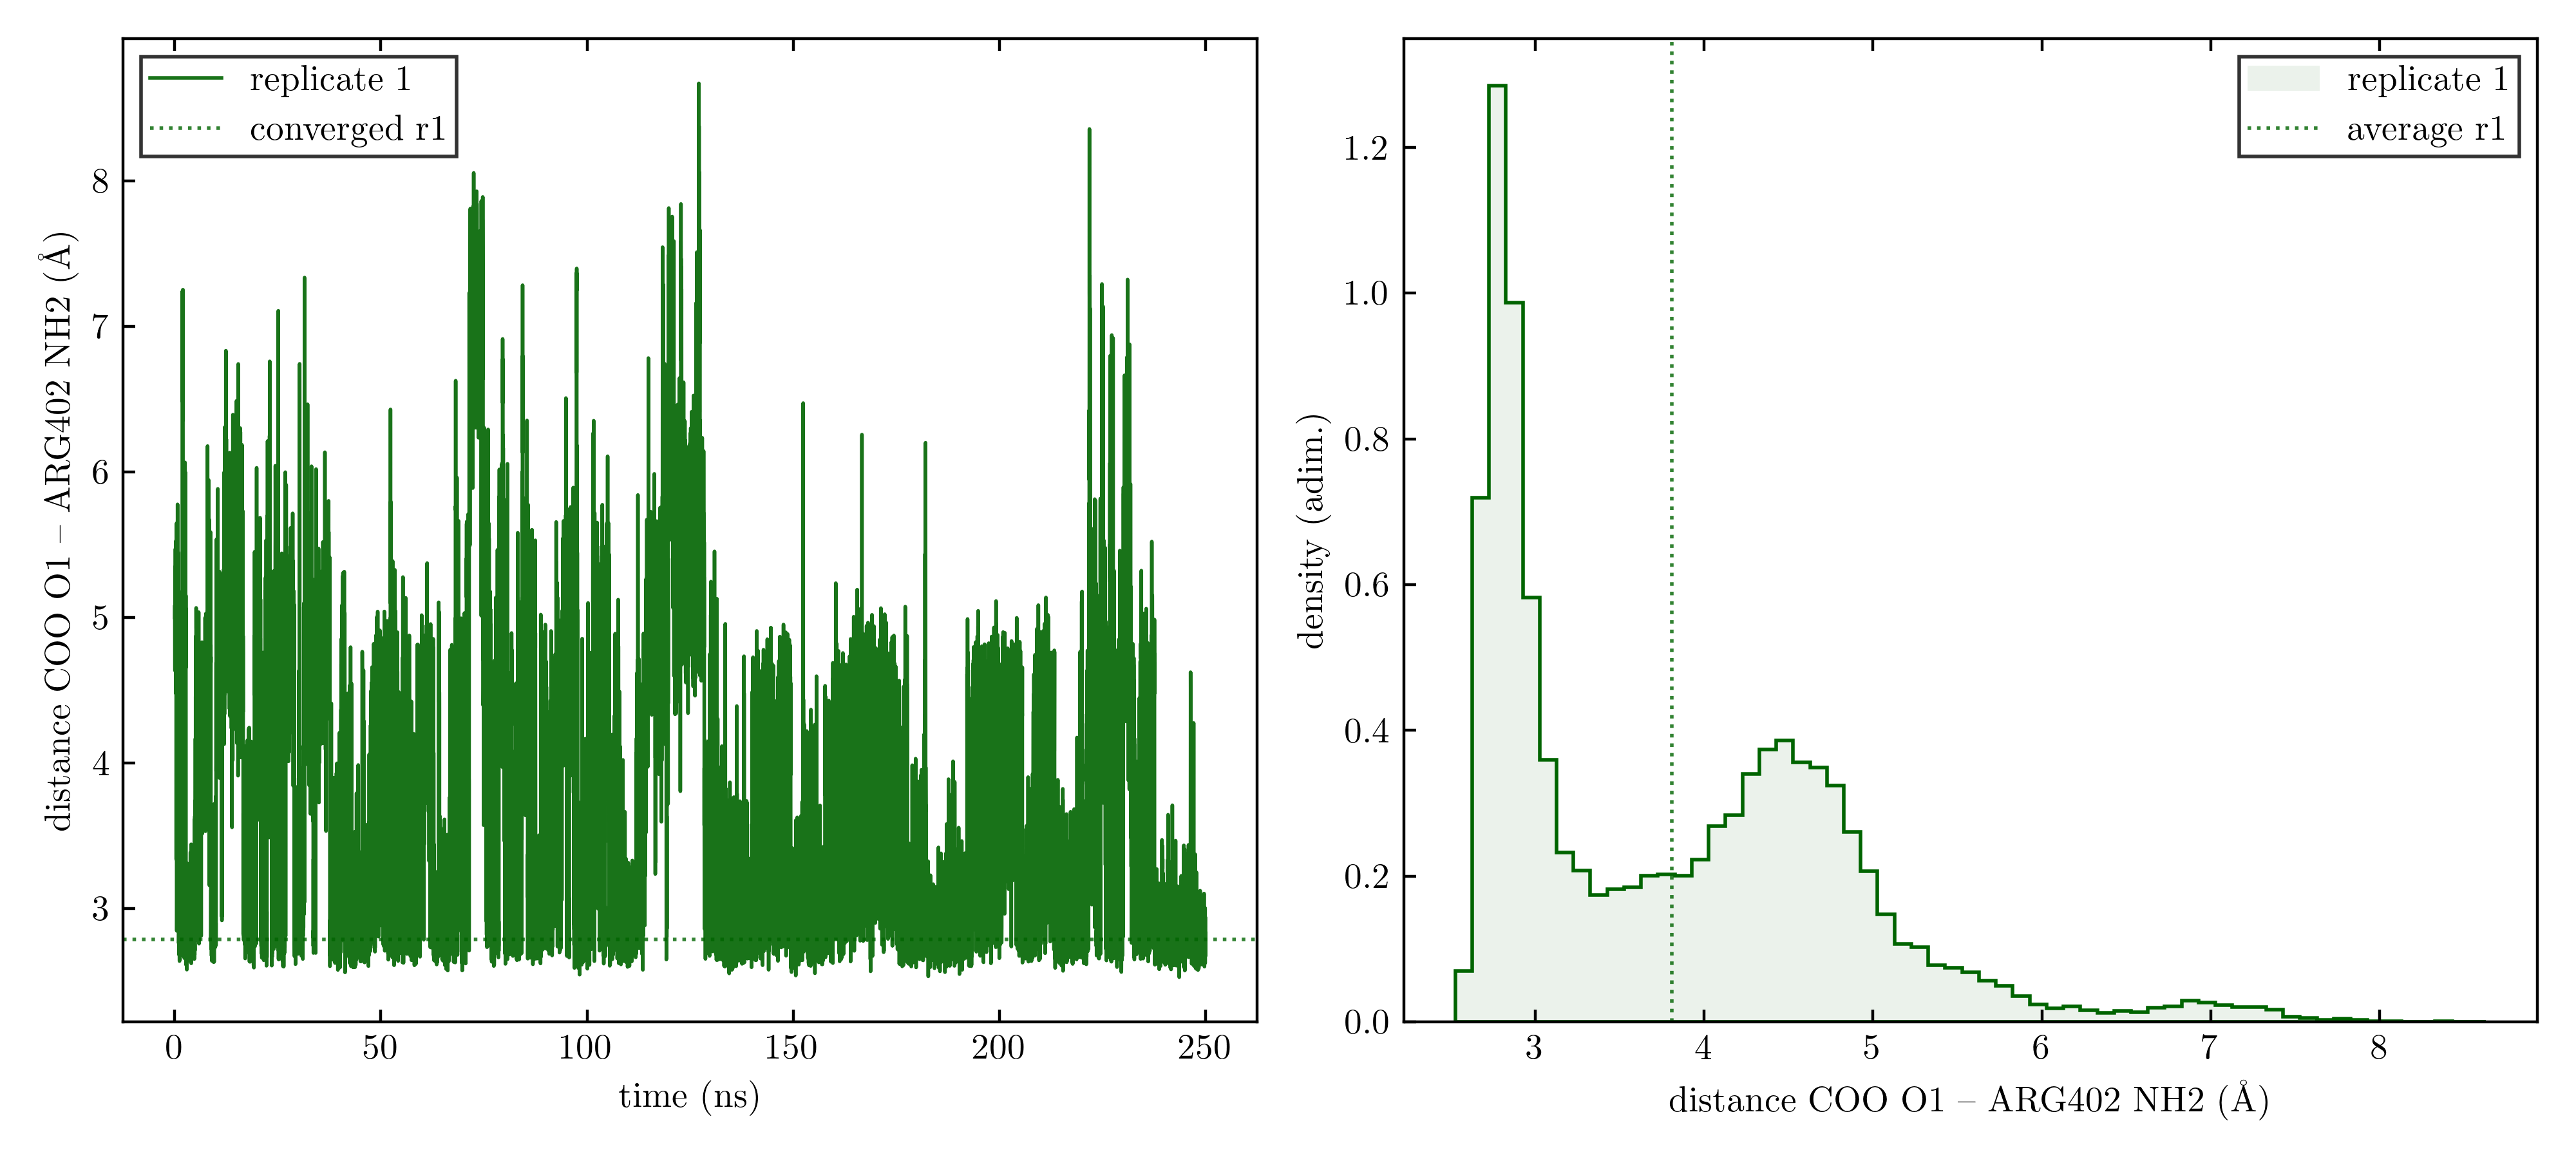 replicate 1
converged r1
distance COO O1 – ARG402 NH2 (Å)
8
7
6
5
4
3
0 50 100 150 200 250
time (ns)
replicate 1
average r1
density (adim.)
1.2
1.0
0.8
0.6
0.4
0.2
0.0
3 4 5 6 7 8
distance COO O1 – ARG402 NH2 (Å)